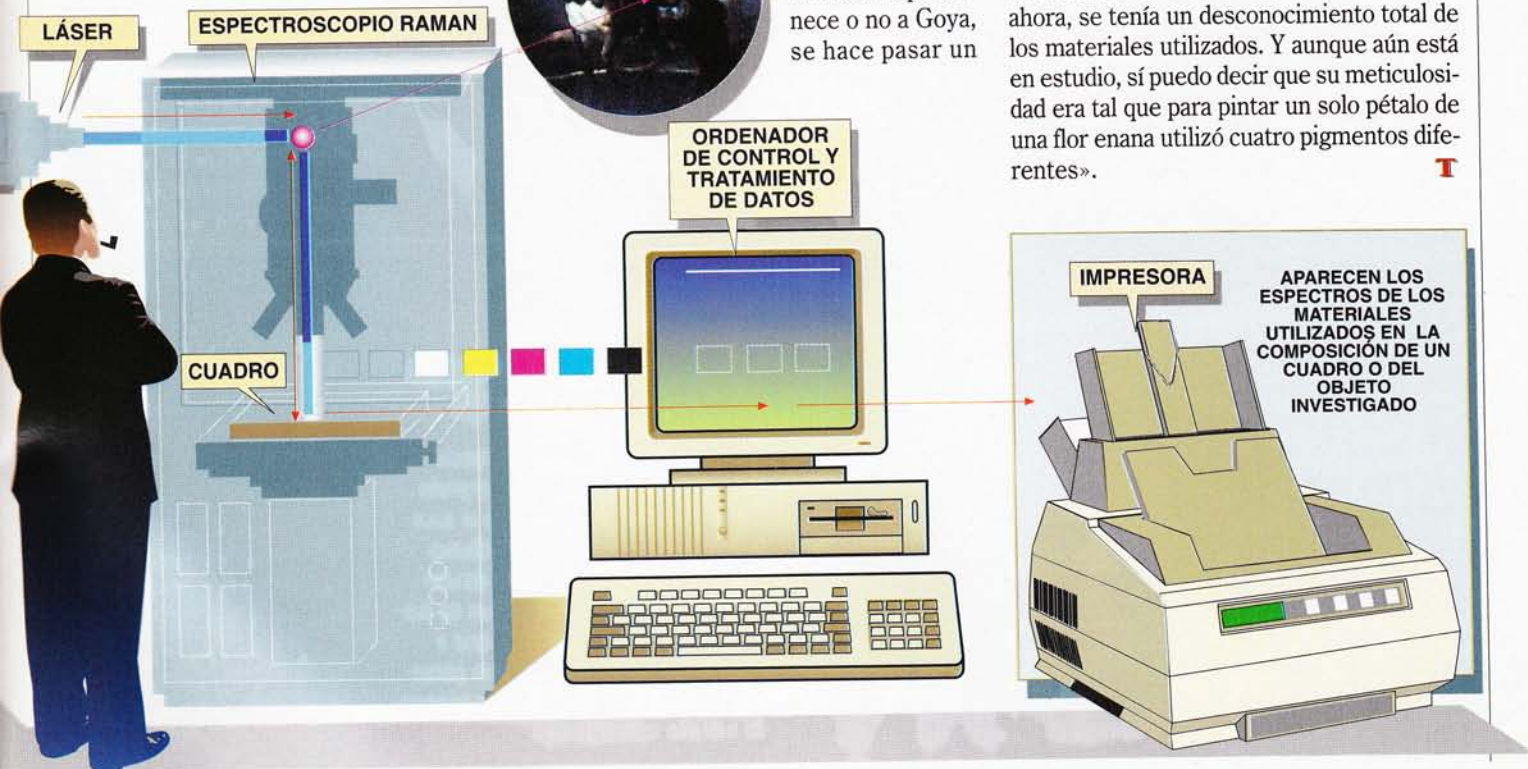 LÁSER
ESPECTROSCOPIO RAMAN
nece o no a Goya,
se hace pasar un
ahora, se tenía un desconocimiento total de
los materiales utilizados. Y aunque aún está
en estudio, sí puedo decir que su meticulosi-
dad era tal que para pintar un solo pétalo de
una flor enana utilizó cuatro pigmentos dife-
rentes».
T
ORDENADOR
DE CONTROL Y
TRATAMIENTO
DE DATOS
CUADRO
IMPRESORA
APARECEN LOS
ESPECTROS DE LOS
MATERIALES
UTILIZADOS EN LA
COMPOSICIÓN DE UN
CUADRO O DEL
OBJETO
INVESTIGADO